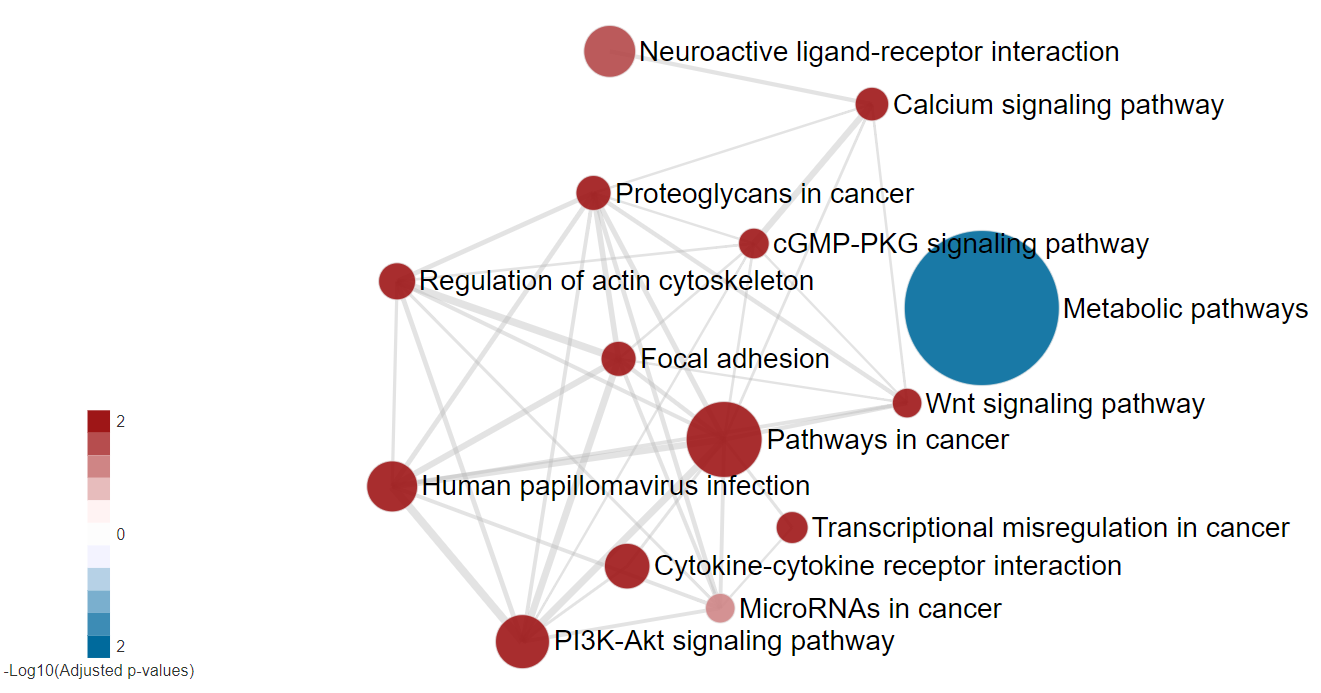 Neuroactive ligand-receptor interaction
Calcium signaling pathway
Proteoglycans in cancer
cGMP-PKG signaling pathway
Regulation of actin cytoskeleton
Metabolic pathways
Focal adhesion
Wnt signaling pathway
Pathways in cancer
Human papillomavirus infection
Transcriptional misregulation in cancer
Cytokine-cytokine receptor interaction
MicroRNAs in cancer
PI3K-Akt signaling pathway
2
0
2
-Log10(Adjusted p-values)